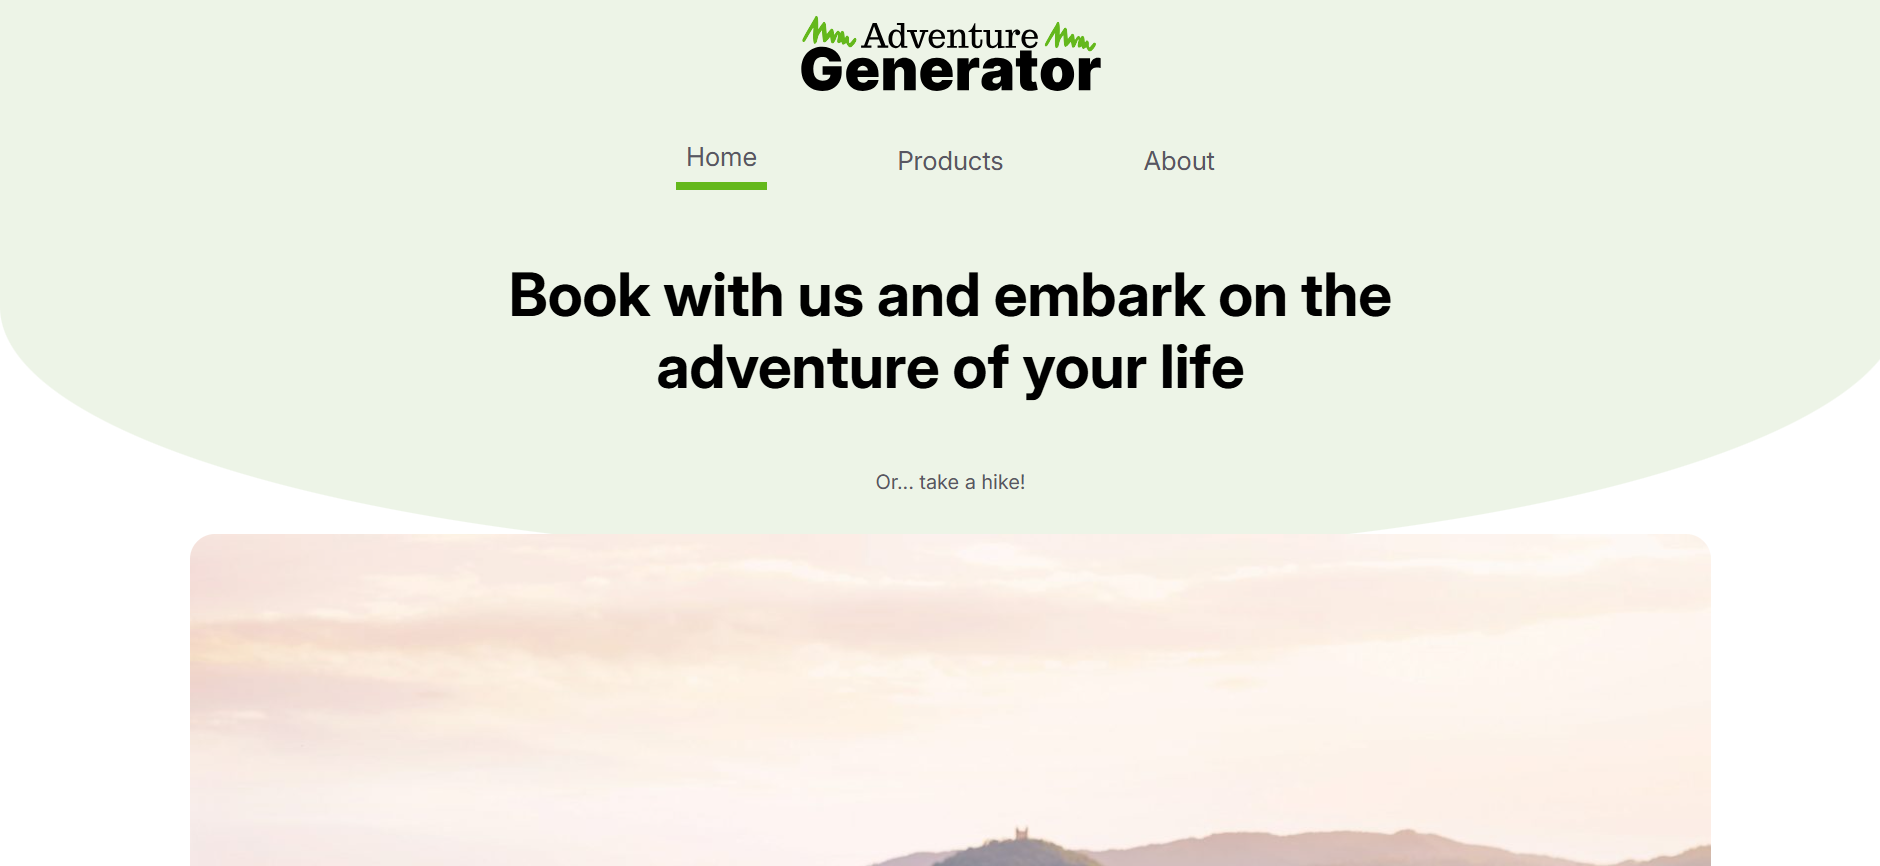 Adventure
Generator
Home Products About
Book with us and embark on the
adventure of your life
Or... take a hike!